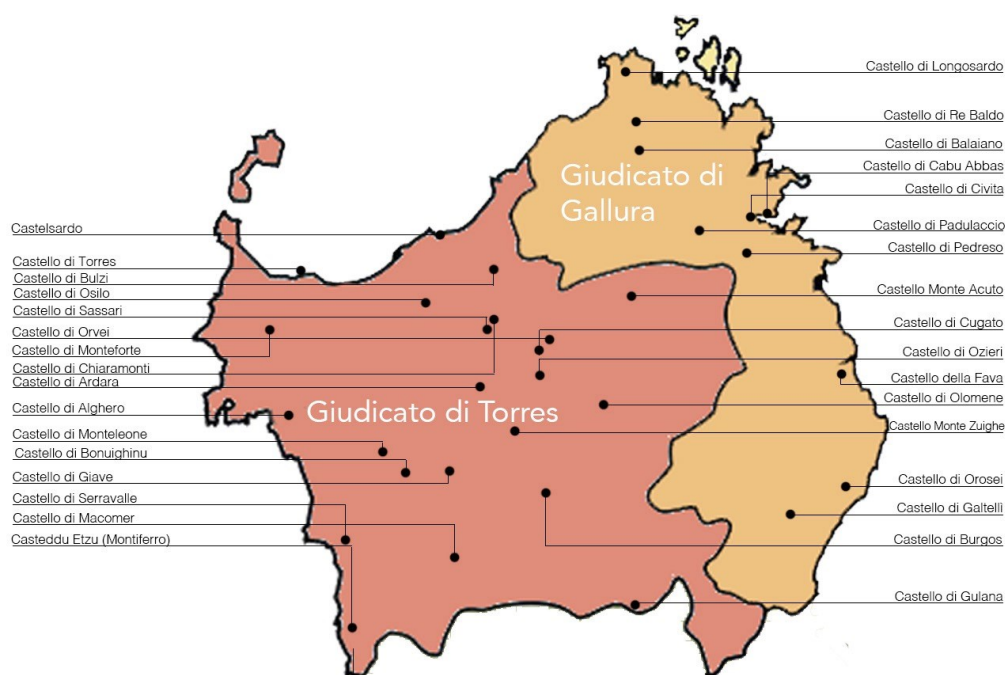 Castello di Longosardo
Castello di Re Baldo
Castello di Balaiano
Castello di Cabu Abbas
Castello di Civita
Castello di Padulaccio
Castello di Pedreso
Castello Monte Acuto
Castello di Cugato
Castello di Ozieri
Castello della Fava
Castello di Olomene
Castello Monte Zuighe
Castello di Orosei
Castello di Galtellì
Castello di Burgos
Castello di Gulana
Giudicato di
Gallura
Giudicato di Torres
Castelsardo
Castello di Torres
Castello di Bulzi
Castello di Osilo
Castello di Sassari
Castello di Orvei
Castello di Monteforte
Castello di Chiaramonti
Castello di Ardara
Castello di Alghero
Castello di Monteleone
Castello di Bonuighinu
Castello di Giave
Castello di Serravalle
Castello di Macomer
Casteddu Etzu (Montiferro)